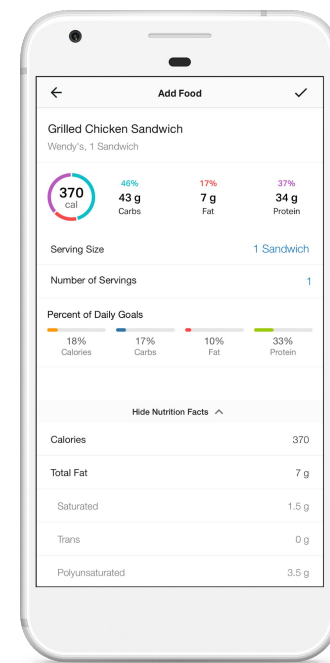 Add Food
Grilled Chicken Sandwich
Wendy's, 1 Sandwich
370
cal
46% 17% 37%
43 g 7 g 34 g
Carbs Fat Protein
Serving Size 1 Sandwich
Number of Servings 1
Percent of Daily Goals
18% 17% 10% 33%
Calories Carbs Fat Protein
Hide Nutrition Facts
Calories 370
Total Fat 7 g
Saturated 1.5 g
Trans 0 g
Polyunsaturated 3.5 g